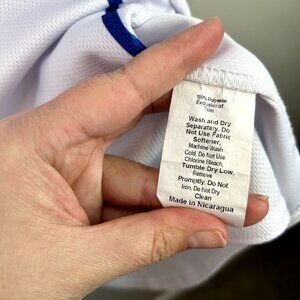 100% Polyester
Exclusive of
Trim
Wash and Dry
Separately. Do
Not Use Fabric
Softener,
Machine Wash
Cold, Do Not Use
Chlorine Bleach,
Tumble Dry Low,
Remove
Promptly, Do Not
Iron, Do Not Dry
Clean
Made in Nicaragua